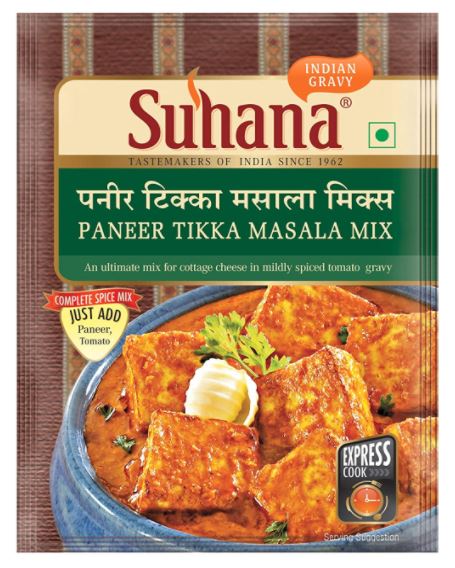 INDIAN
GRAVY
Suhana®
TASTEMAKERS OF INDIA SINCE 1962
पनीर टिक्का मसाला मिक्स
PANEER TIKKA MASALA MIX
An ultimate mix for cottage cheese in mildly spiced tomato gravy
COMPLETE SPICE MIX
JUST ADD
Paneer,
Tomato
EXPRESS
COOK
Serving Suggestion